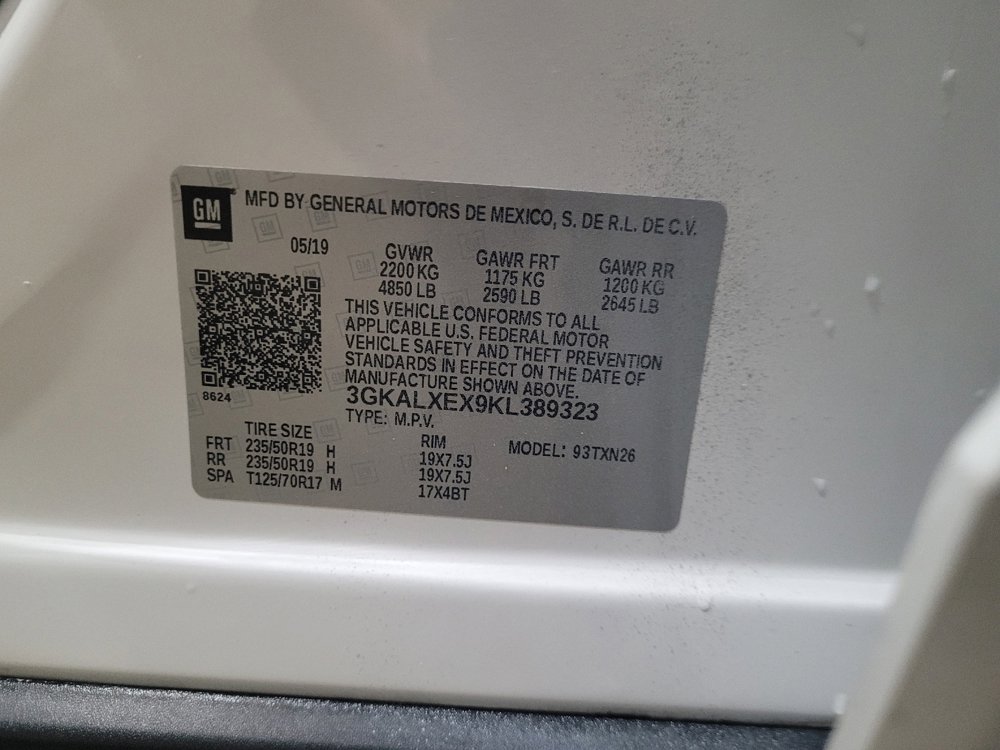 GM MFD BY GENERAL MOTORS DE MEXICO, S. DE R.L. DE C.V.
05/19 GVWR GAWR FRT GAWR RR
2200 KG 1175 KG 1200 KG
4850 LB 2590 LB 2645 LB
THIS VEHICLE CONFORMS TO ALL
APPLICABLE U.S. FEDERAL MOTOR
VEHICLE SAFETY AND THEFT PREVENTION
STANDARDS IN EFFECT ON THE DATE OF
MANUFACTURE SHOWN ABOVE.
8624 3GKALXEX9KL389323
TYPE: M.P.V.
TIRE SIZE RIM MODEL: 93TXN26
FRT 235/50R19 H 19X7.5J
RR 235/50R19 H 19X7.5J
SPA T125/70R17 M 17X4BT